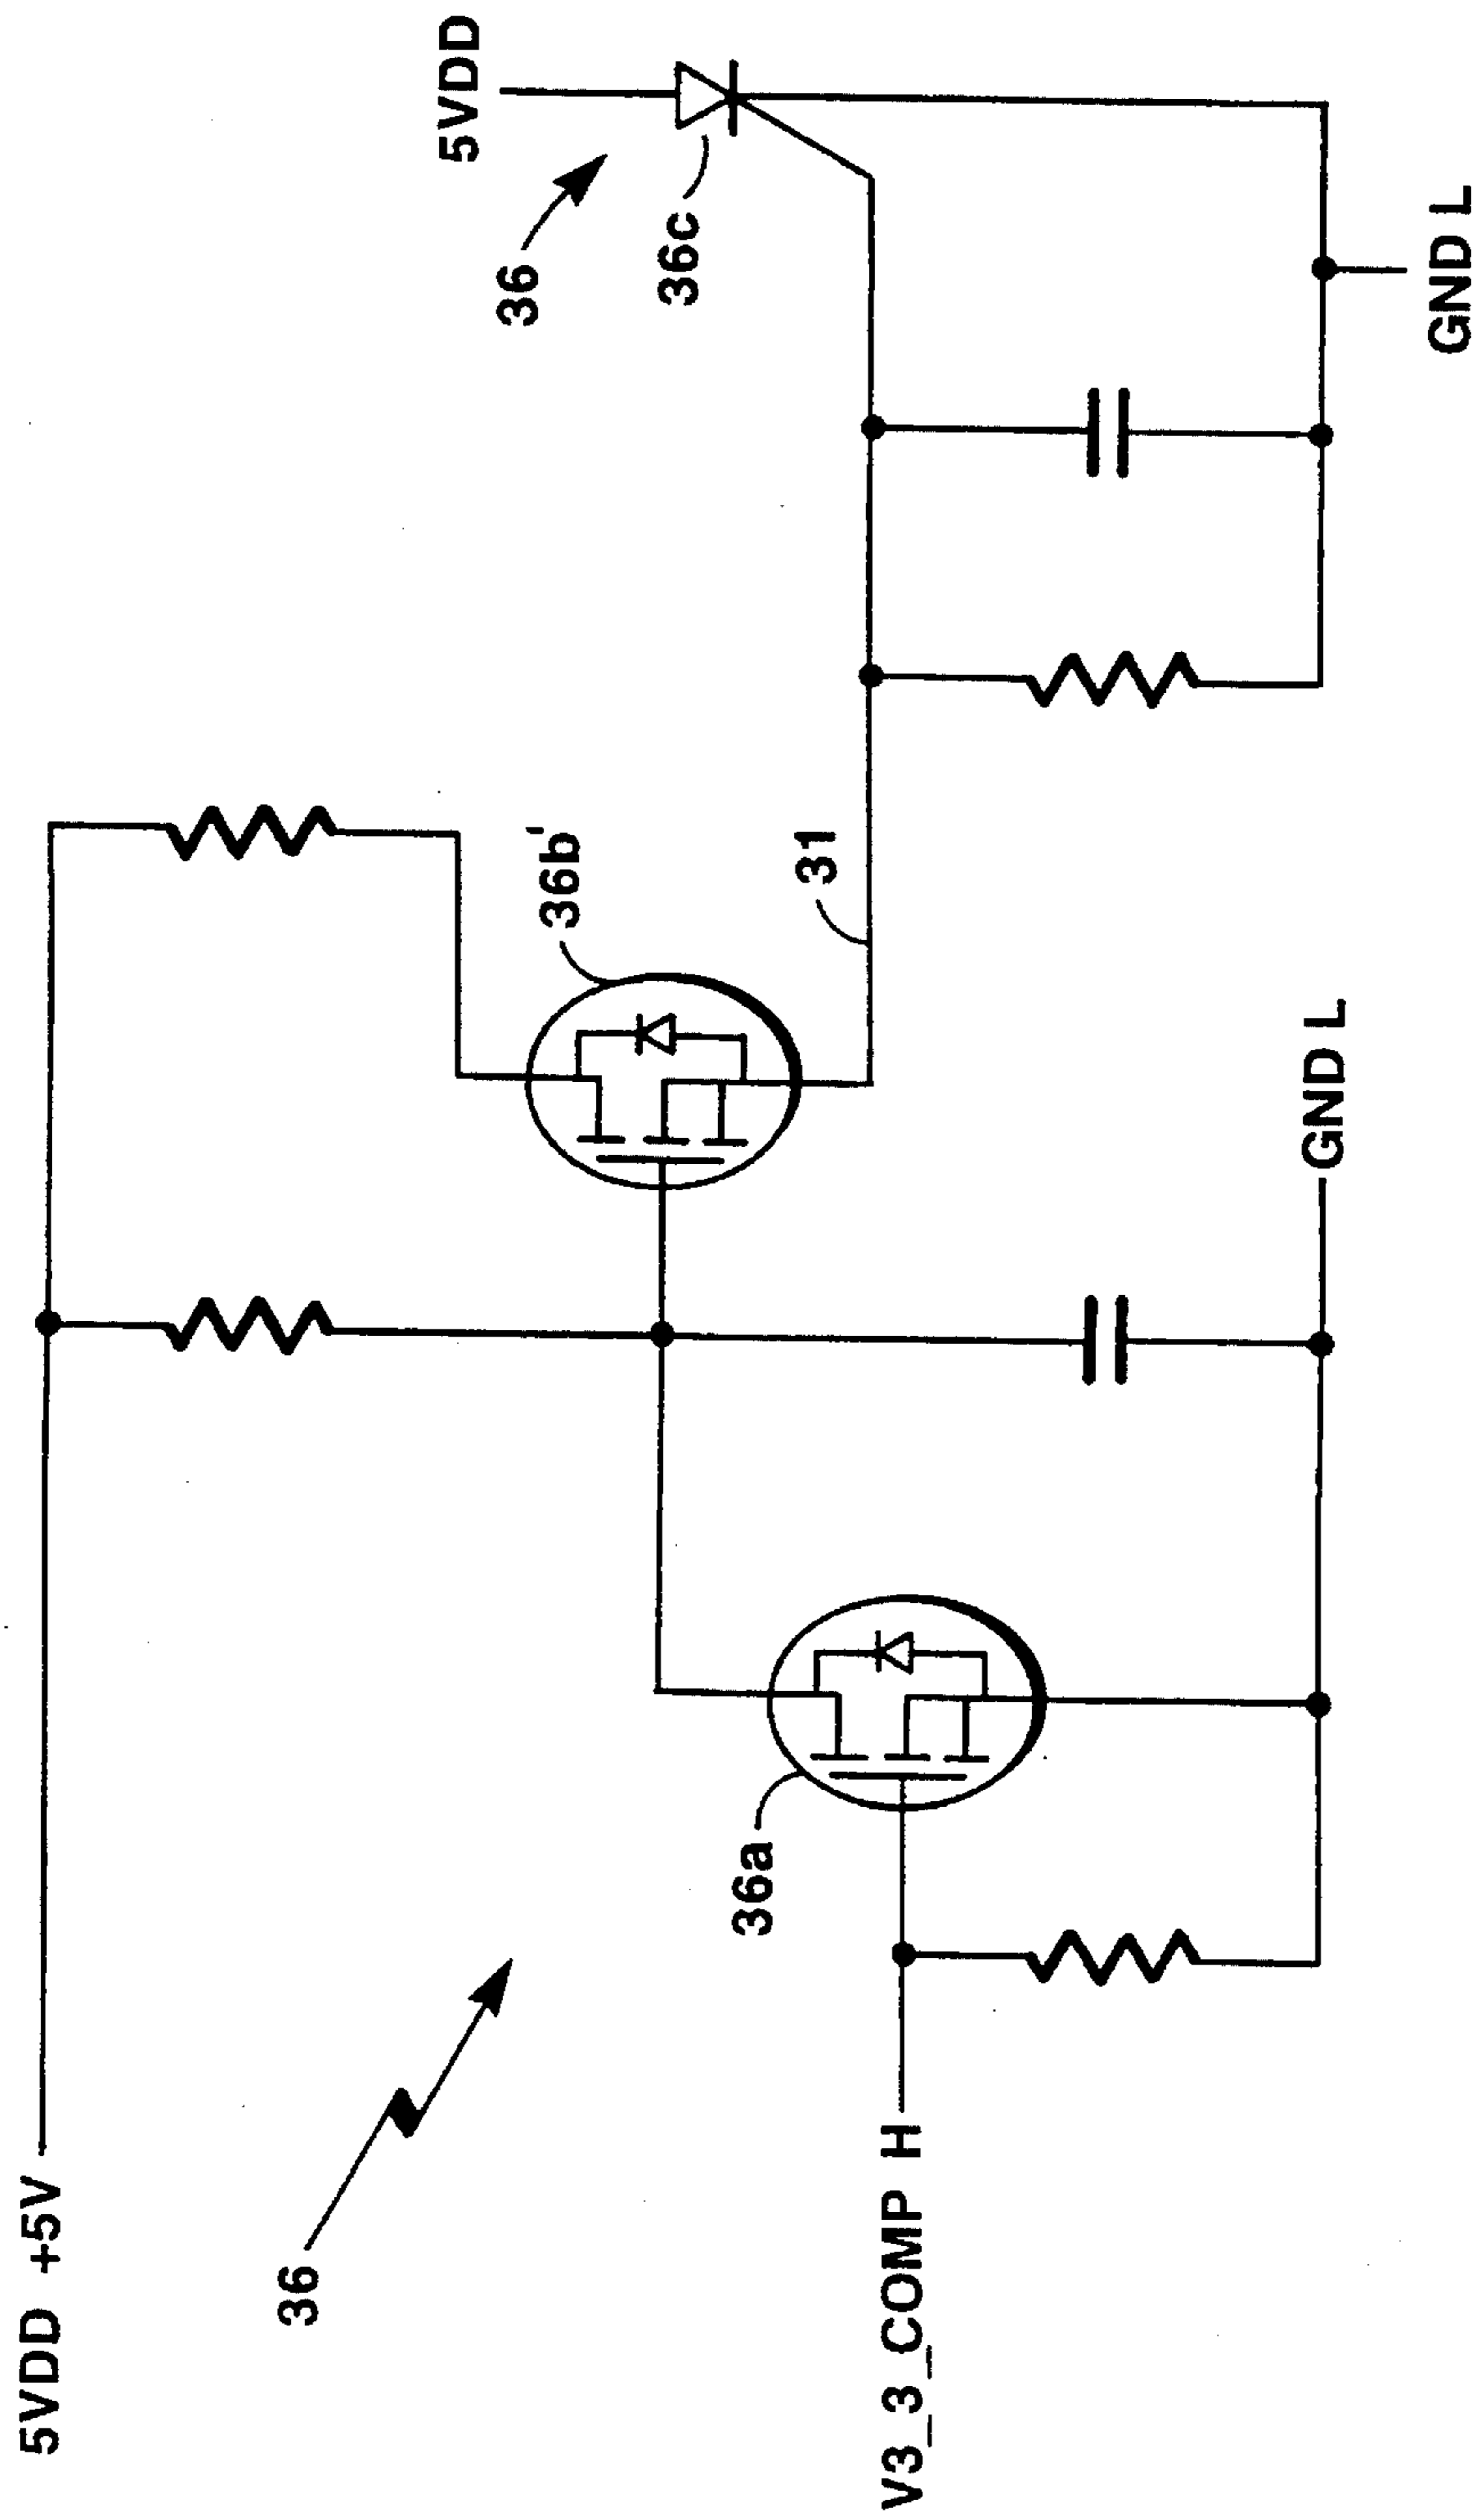 5VDD +5V
36
V3_3_COMP H
36a
36b'
31
GND L
36
36c
5VDD
GND L